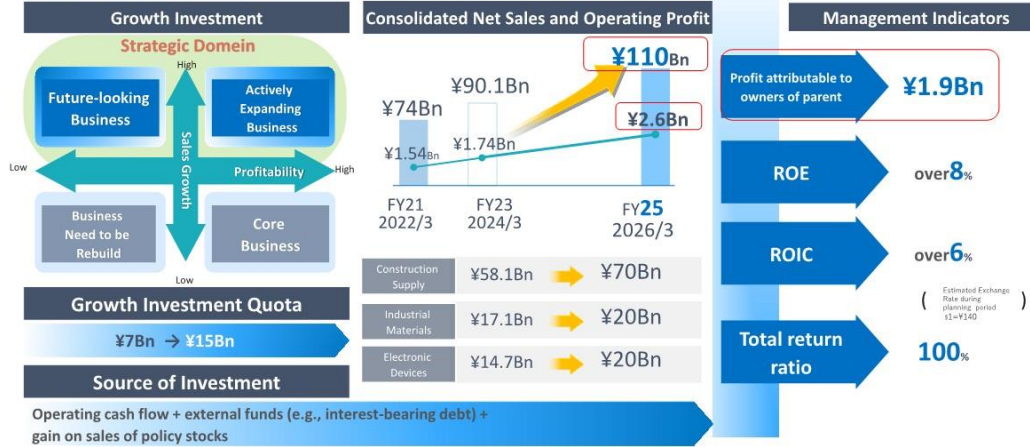 Growth Investment
Strategic Domain
High
Future-looking
Business
Actively
Expanding
Business
Low
Sales Growth
Profitability
High
Business
Need to be
Rebuild
Core
Business
Low
Growth Investment Quota
¥7Bn → ¥15Bn
Source of Investment
Operating cash flow + external funds (e.g., interest-bearing debt) +
gain on sales of policy stocks
Consolidated Net Sales and Operating Profit
¥110Bn
¥90.1Bn
¥74Bn
¥2.6Bn
¥1.74Bn
¥1.54Bn
FY21
2022/3
FY23
2024/3
FY25
2026/3
Construction
Supply
¥58.1Bn
¥70Bn
Industrial
Materials
¥17.1Bn
¥20Bn
Electronic
Devices
¥14.7Bn
¥20Bn
Management Indicators
Profit attributable to
owners of parent
¥1.9Bn
ROE
over8%
ROIC
over6%
( Estimated Exchange
Rate during
planning period
$1=¥140 )
Total return
ratio
100%